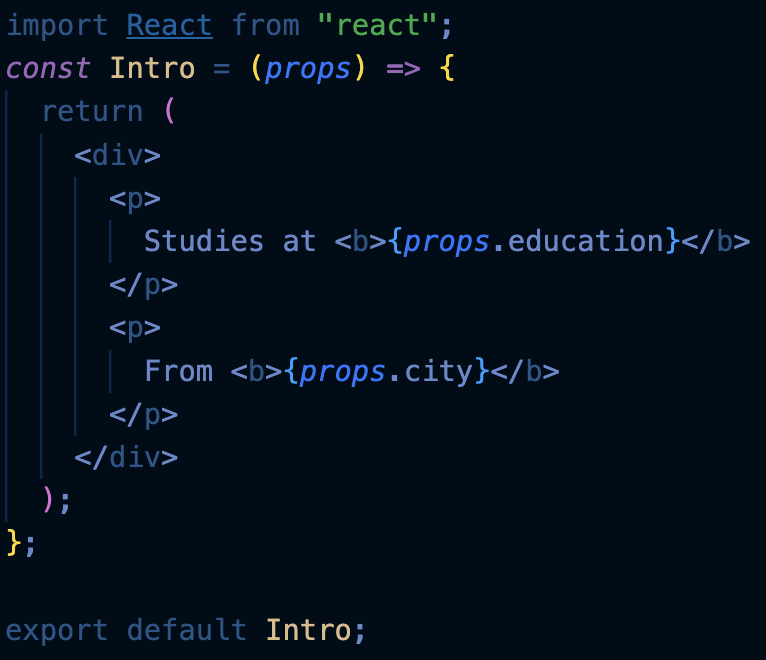 import React from "react";
const Intro = (props) => {
  return (
    <div>
      <p>
        Studies at <b>{props.education}</b>
      </p>
      <p>
        From <b>{props.city}</b>
      </p>
    </div>
  );
};

export default Intro;